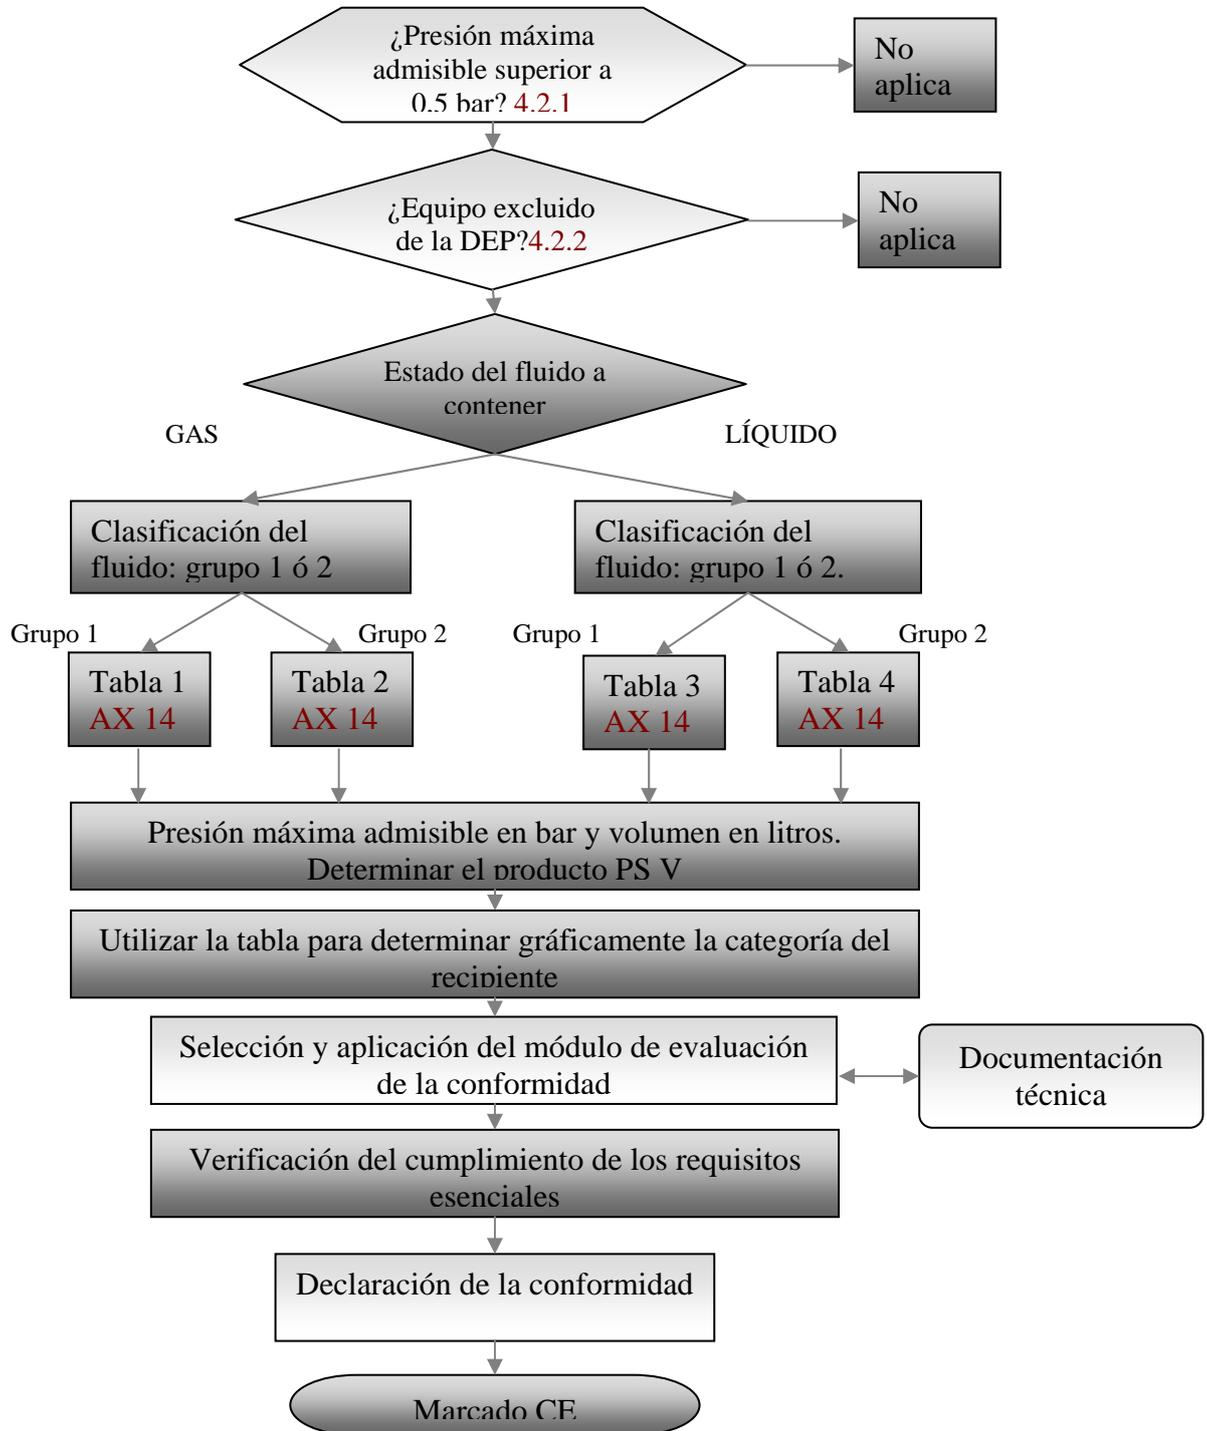 ¿Presión máxima
admisible superior a
0.5 bar? 4.2.1
No
aplica
¿Equipo excluido
de la DEP?4.2.2
No
aplica
Estado del fluido a
contener
GAS
LÍQUIDO
Clasificación del
fluido: grupo 1 ó 2
Clasificación del
fluido: grupo 1 ó 2.
Grupo 1
Grupo 2
Grupo 1
Grupo 2
Tabla 1
AX 14
Tabla 2
AX 14
Tabla 3
AX 14
Tabla 4
AX 14
Presión máxima admisible en bar y volumen en litros.
Determinar el producto PS V
Utilizar la tabla para determinar gráficamente la categoría del
recipiente
Selección y aplicación del módulo de evaluación
de la conformidad
Documentación
técnica
Verificación del cumplimiento de los requisitos
esenciales
Declaración de la conformidad
Marcado CE